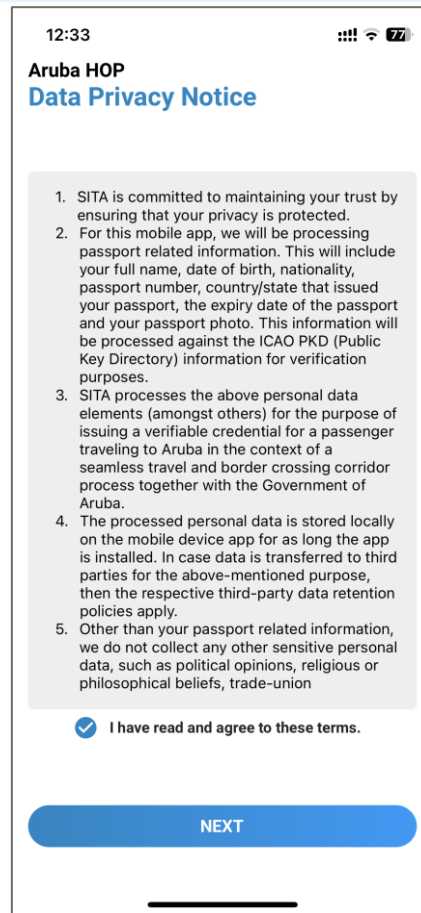 12:33
77
Aruba HOP
Data Privacy Notice
1. SITA is committed to maintaining your trust by
ensuring that your privacy is protected.
2. For this mobile app, we will be processing
passport related information. This will include
your full name, date of birth, nationality,
passport number, country/state that issued
your passport, the expiry date of the passport
and your passport photo. This information will
be processed against the ICAO PKD (Public
Key Directory) information for verification
purposes.
3. SITA processes the above personal data
elements (amongst others) for the purpose of
issuing a verifiable credential for a passenger
traveling to Aruba in the context of a
seamless travel and border crossing corridor
process together with the Government of
Aruba.
4. The processed personal data is stored locally
on the mobile device app for as long the app
is installed. In case data is transferred to third
parties for the above-mentioned purpose,
then the respective third-party data retention
policies apply.
5. Other than your passport related information,
we do not collect any other sensitive personal
data, such as political opinions, religious or
philosophical beliefs, trade-union
I have read and agree to these terms.
NEXT